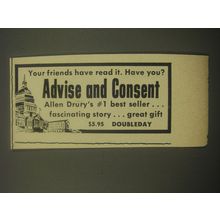 Your friends have read it. Have you?
Advise and Consent
Allen Drury's #1 best seller . . .
fascinating story . . . great gift
$5.95 DOUBLEDAY